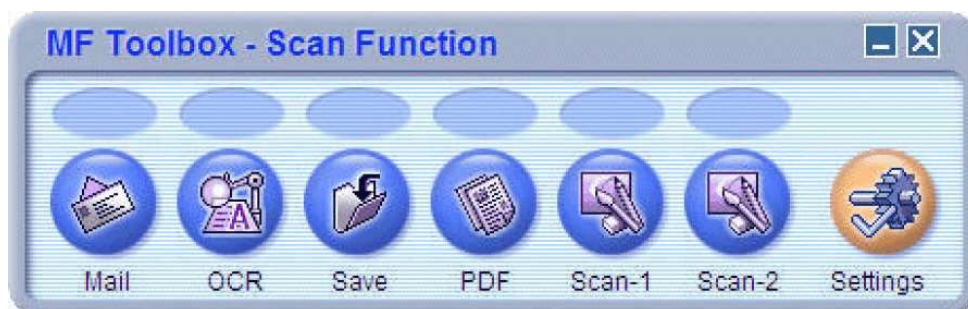 MF Toolbox - Scan Function
Mail OCR Save PDF Scan-1 Scan-2 Settings